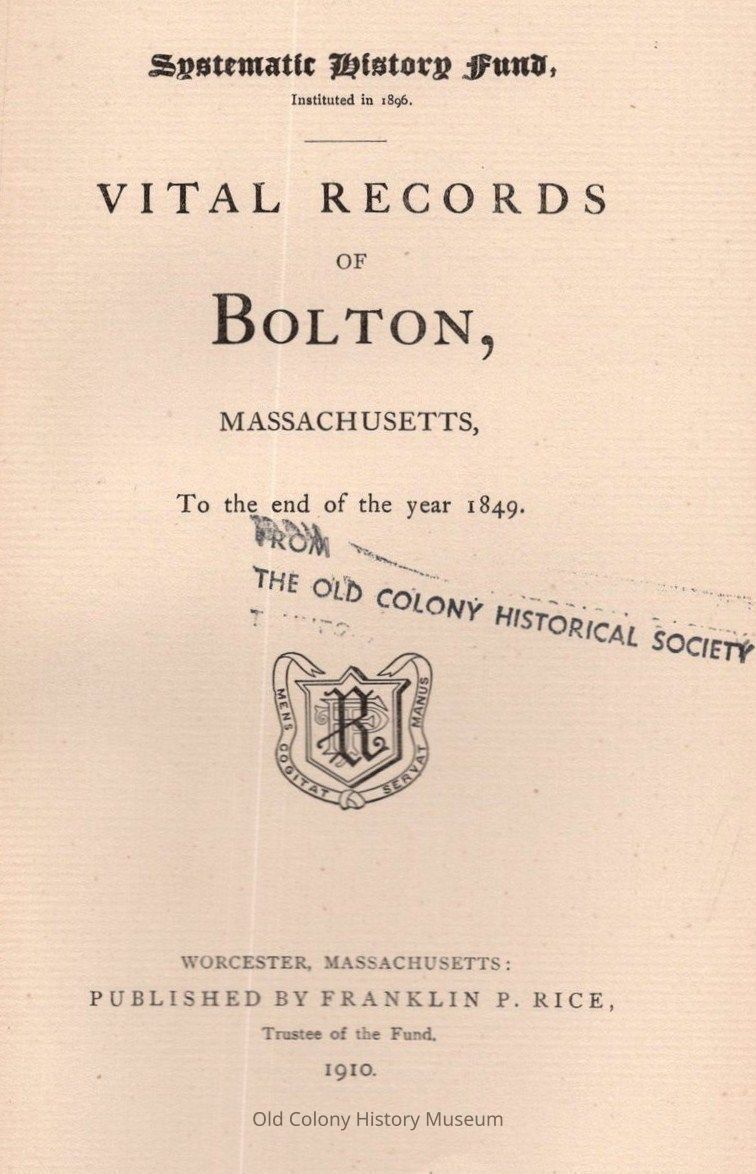 Systematic History Fund,
Instituted in 1896.
VITAL RECORDS
OF
BOLTON,
MASSACHUSETTS,
To the end of the year 1849.
FROM
THE OLD COLONY HISTORICAL SOCIETY
MENS COGITAT SERVAT MANUS
WORCESTER, MASSACHUSETTS:
PUBLISHED BY FRANKLIN P. RICE,
Trustee of the Fund.
1910.
Old Colony History Museum